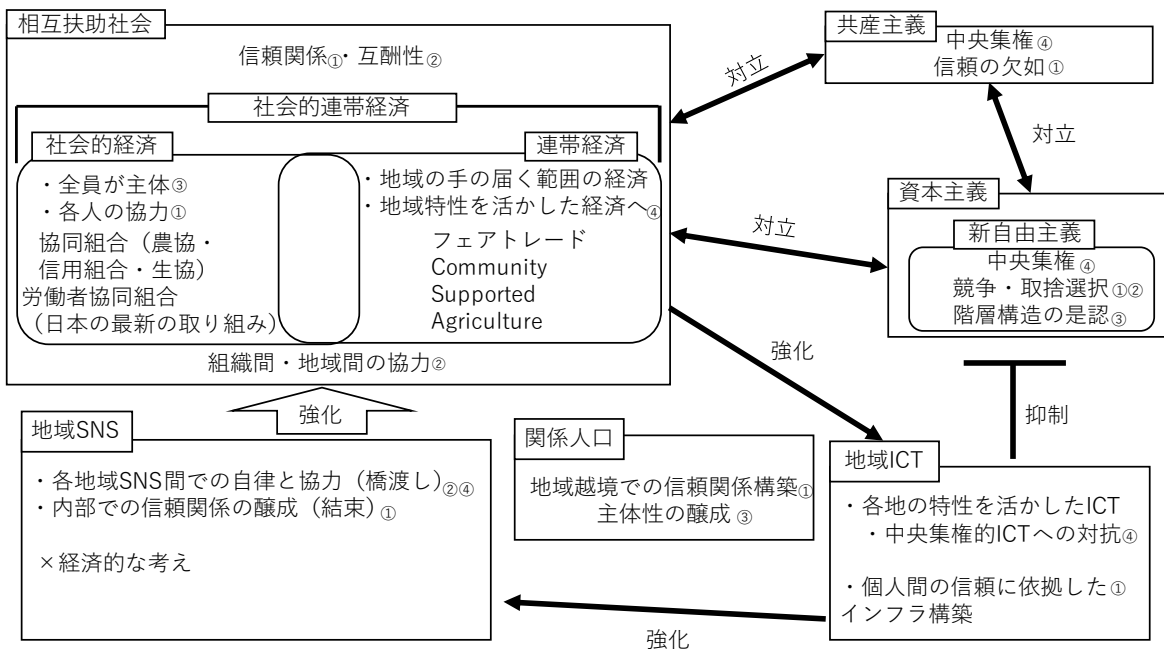 相互扶助社会
信頼関係①・互酬性②
社会的連帯経済
社会的経済
・全員が主体③
・各人の協力①
協同組合（農協・
信用組合・生協）
労働者協同組合
（日本の最新の取り組み）
連帯経済
・地域の手の届く範囲の経済
・地域特性を活かした経済へ④
フェアトレード
Community
Supported
Agriculture
組織間・地域間の協力②
対立
共産主義
中央集権④
信頼の欠如①
対立
対立
資本主義
新自由主義
中央集権④
競争・取捨選択①②
階層構造の是認③
強化
強化
抑制
地域SNS
・各地域SNS間での自律と協力（橋渡し）②④
・内部での信頼関係の醸成（結束）①
×経済的な考え
関係人口
地域越境での信頼関係構築①
主体性の醸成③
地域ICT
・各地の特性を活かしたICT
・中央集権的ICTへの対抗④
・個人間の信頼に依拠した①
インフラ構築
強化